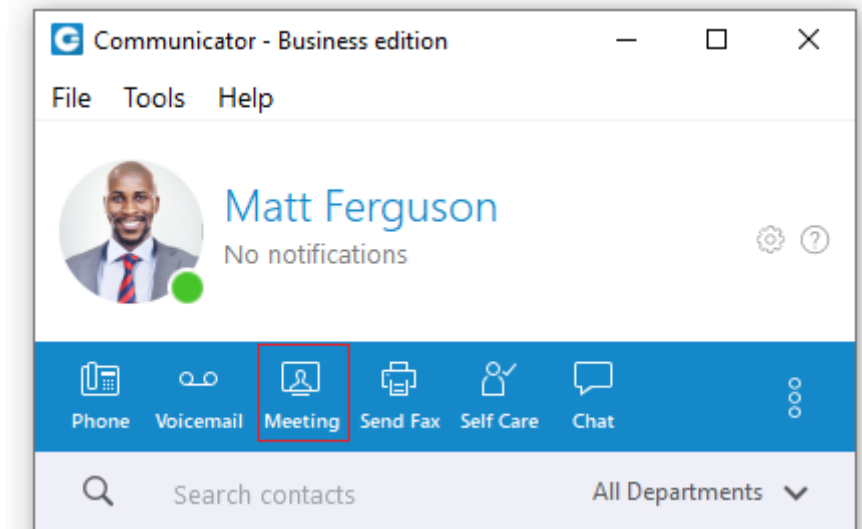 Communicator - Business edition
File Tools Help
Matt Ferguson
No notifications
Phone Voicemail Meeting Send Fax Self Care Chat
Search contacts All Departments